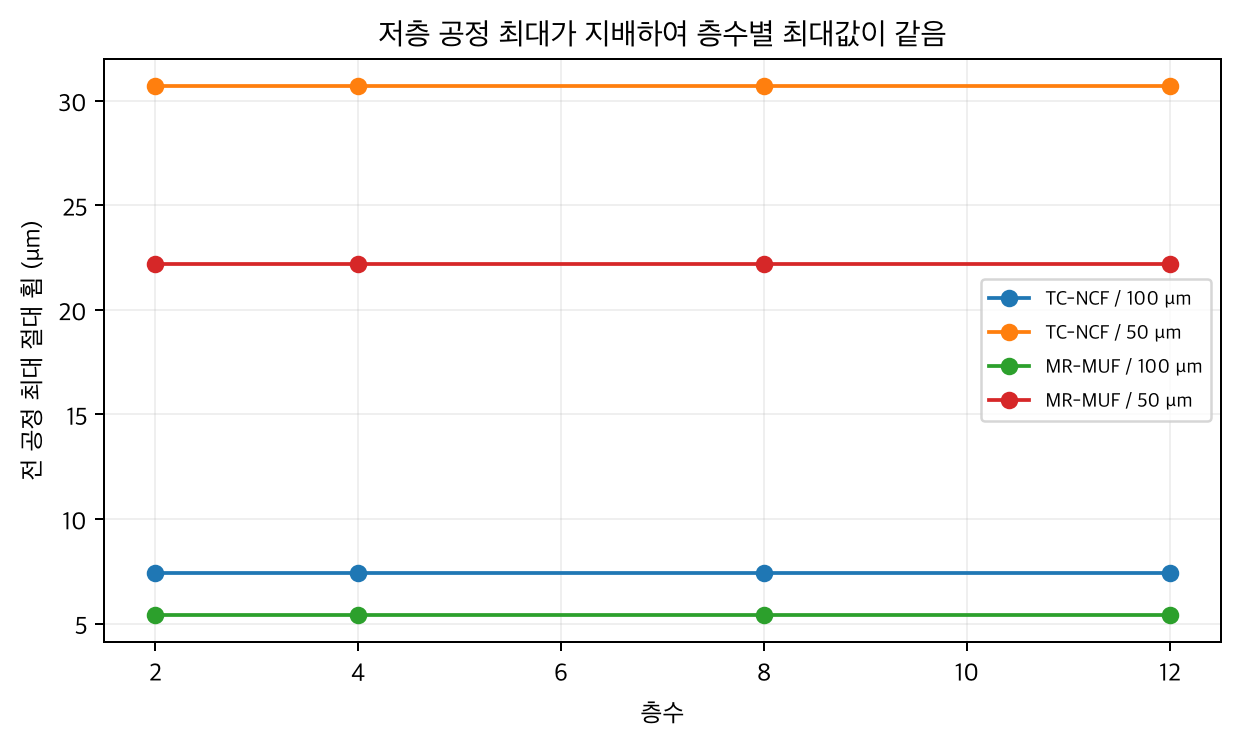 저층 공정 최대가 지배하여 층수별 최대값이 같음
전 공정 최대 절대 휨 (µm)
30
25
20
15
10
5
TC-NCF / 100 µm
TC-NCF / 50 µm
MR-MUF / 100 µm
MR-MUF / 50 µm
2 4 6 8 10 12
층수